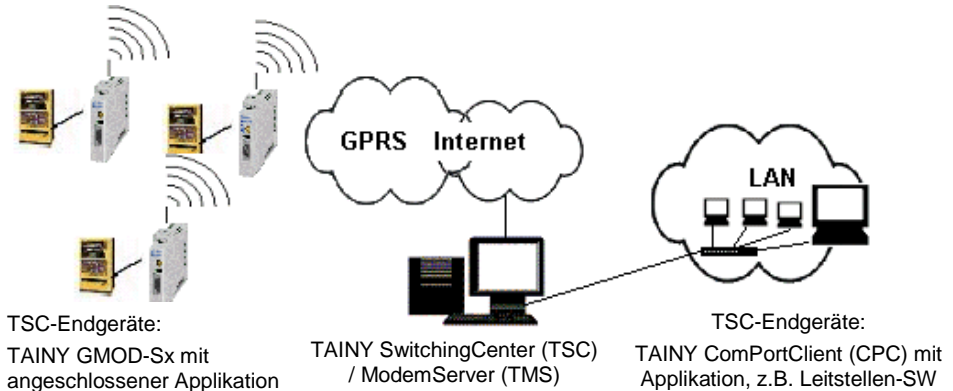 GPRS Internet
LAN
TSC-Endgeräte:
TAINY GMOD-Sx mit
angeschlossener Applikation
TAINY SwitchingCenter (TSC)
/ ModemServer (TMS)
TSC-Endgeräte:
TAINY ComPortClient (CPC) mit
Applikation, z.B. Leitstellen-SW